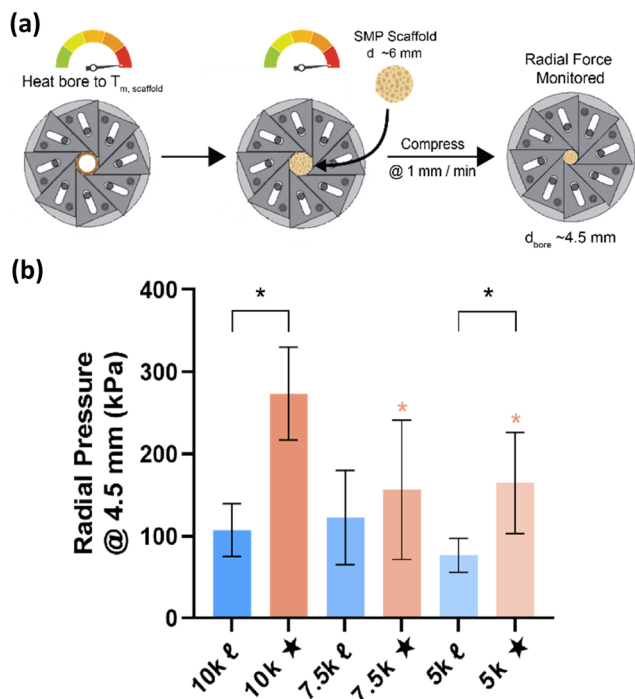 (a)
Heat bore to Tm, scaffold
SMP Scaffold
d ~6 mm
Compress
@ 1 mm / min
Radial Force
Monitored
dbore ~4.5 mm
(b)
Radial Pressure
@ 4.5 mm (kPa)
400
300
200
100
0
*
*
*
*
10k ℓ
10k ★
7.5k ℓ
7.5k ★
5k ℓ
5k ★